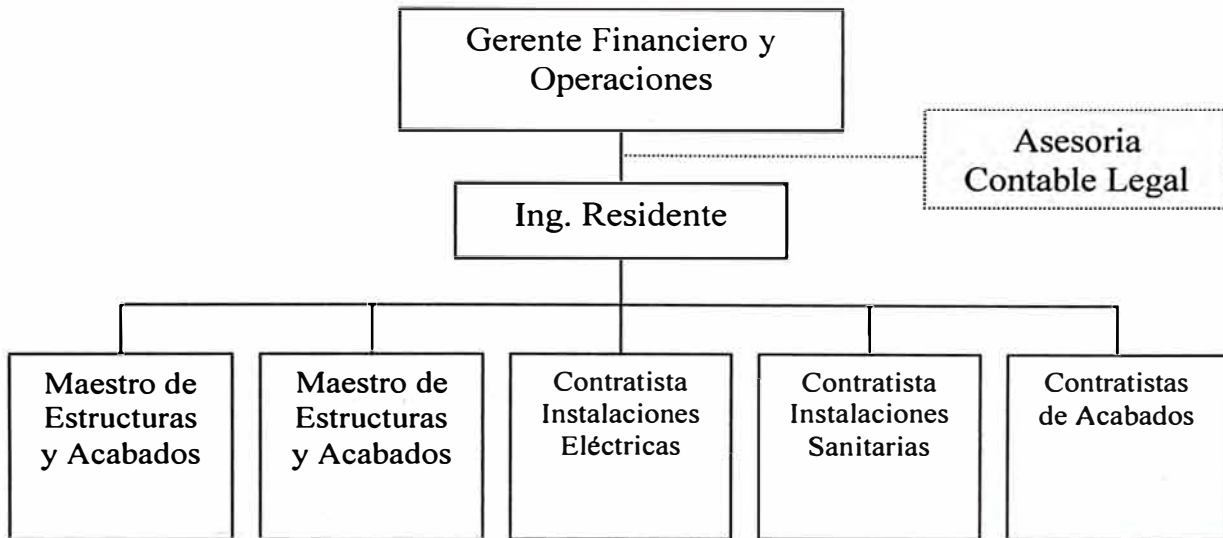 Gerente Financiero y
Operaciones
Asesoria
Contable Legal
Ing. Residente
Maestro de
Estructuras
y Acabados
Maestro de
Estructuras
y Acabados
Contratista
Instalaciones
Eléctricas
Contratista
Instalaciones
Sanitarias
Contratistas
de Acabados